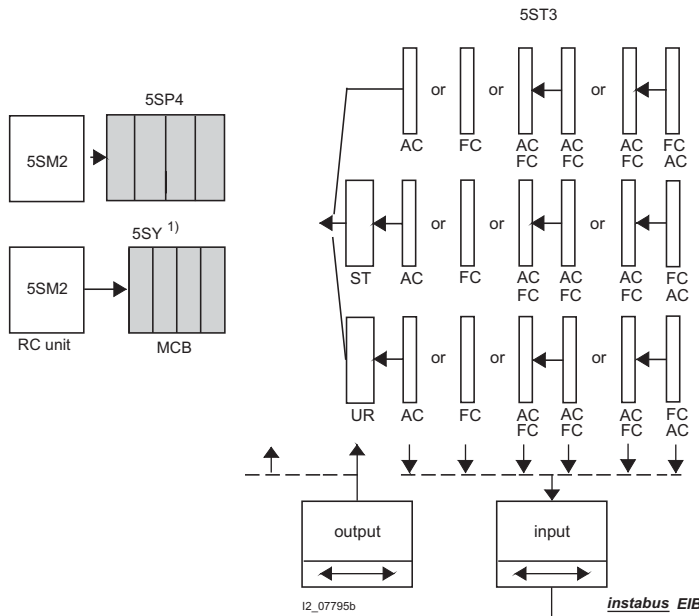 5ST3
5SP4
5SM2
AC or FC or AC FC AC FC or AC FC FC AC
5SY 1)
5SM2
RC unit
MCB
ST AC or FC or AC FC AC FC or AC FC FC AC
UR AC or FC or AC FC AC FC or AC FC FC AC
output
input
I2_07795b
instabus EIB